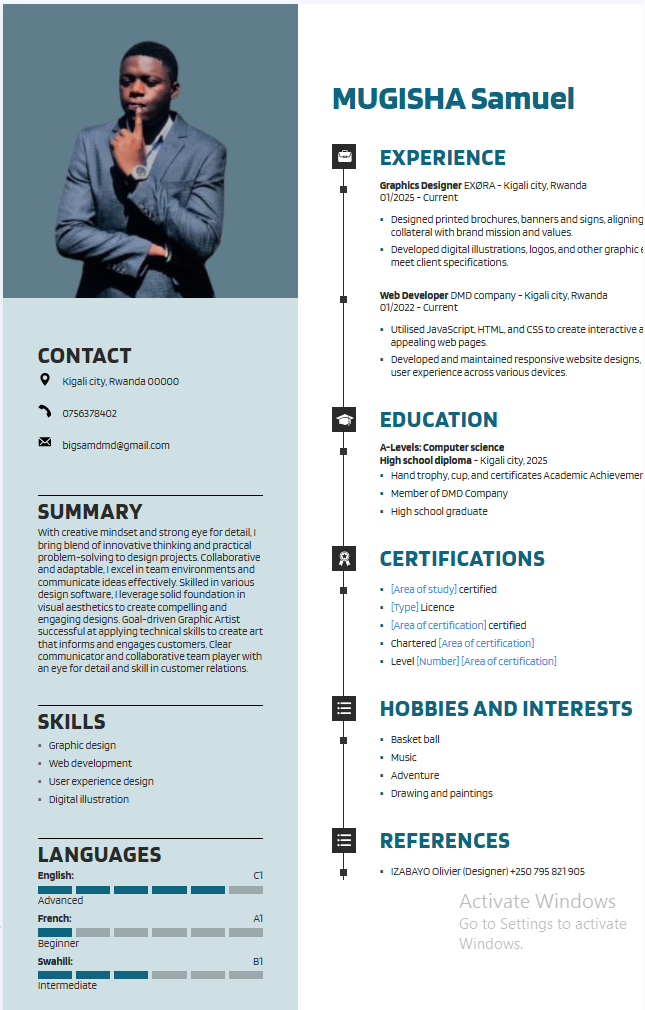 MUGISHA Samuel
CONTACT
Kigali city, Rwanda 00000
0756378402
bigsamdmd@gmail.com
SUMMARY
With creative mindset and strong eye for detail, I
bring blend of innovative thinking and practical
problem-solving to design projects. Collaborative
and adaptable, I excel in team environments and
communicate ideas effectively. Skilled in various
design software, I leverage solid foundation in
visual aesthetics to create compelling and
engaging designs. Goal-driven Graphic Artist
successful at applying technical skills to create art
that informs and engages customers. Clear
communicator and collaborative team player with
an eye for detail and skill in customer relations.
SKILLS
▪ Graphic design
▪ Web development
▪ User experience design
▪ Digital illustration
LANGUAGES
English: C1
Advanced
French: A1
Beginner
Swahili: B1
Intermediate
EXPERIENCE
Graphics Designer EXØRA - Kigali city, Rwanda
01/2025 - Current
▪ Designed printed brochures, banners and signs, aligning
collateral with brand mission and values.
▪ Developed digital illustrations, logos, and other graphic
meet client specifications.
Web Developer DMD company - Kigali city, Rwanda
01/2022 - Current
▪ Utilised JavaScript, HTML, and CSS to create interactive
appealing web pages.
▪ Developed and maintained responsive website designs,
user experience across various devices.
EDUCATION
A-Levels: Computer science
High school diploma - Kigali city, 2025
▪ Hand trophy, cup, and certificates Academic Achievemen
▪ Member of DMD Company
▪ High school graduate
CERTIFICATIONS
▪ [Area of study] certified
▪ [Type] Licence
▪ [Area of certification] certified
▪ Chartered [Area of certification]
▪ Level [Number] [Area of certification]
HOBBIES AND INTERESTS
▪ Basket ball
▪ Music
▪ Adventure
▪ Drawing and paintings
REFERENCES
▪ IZABAYO Olivier (Designer) +250 795 821 905
Activate Windows
Go to Settings to activate
Windows.